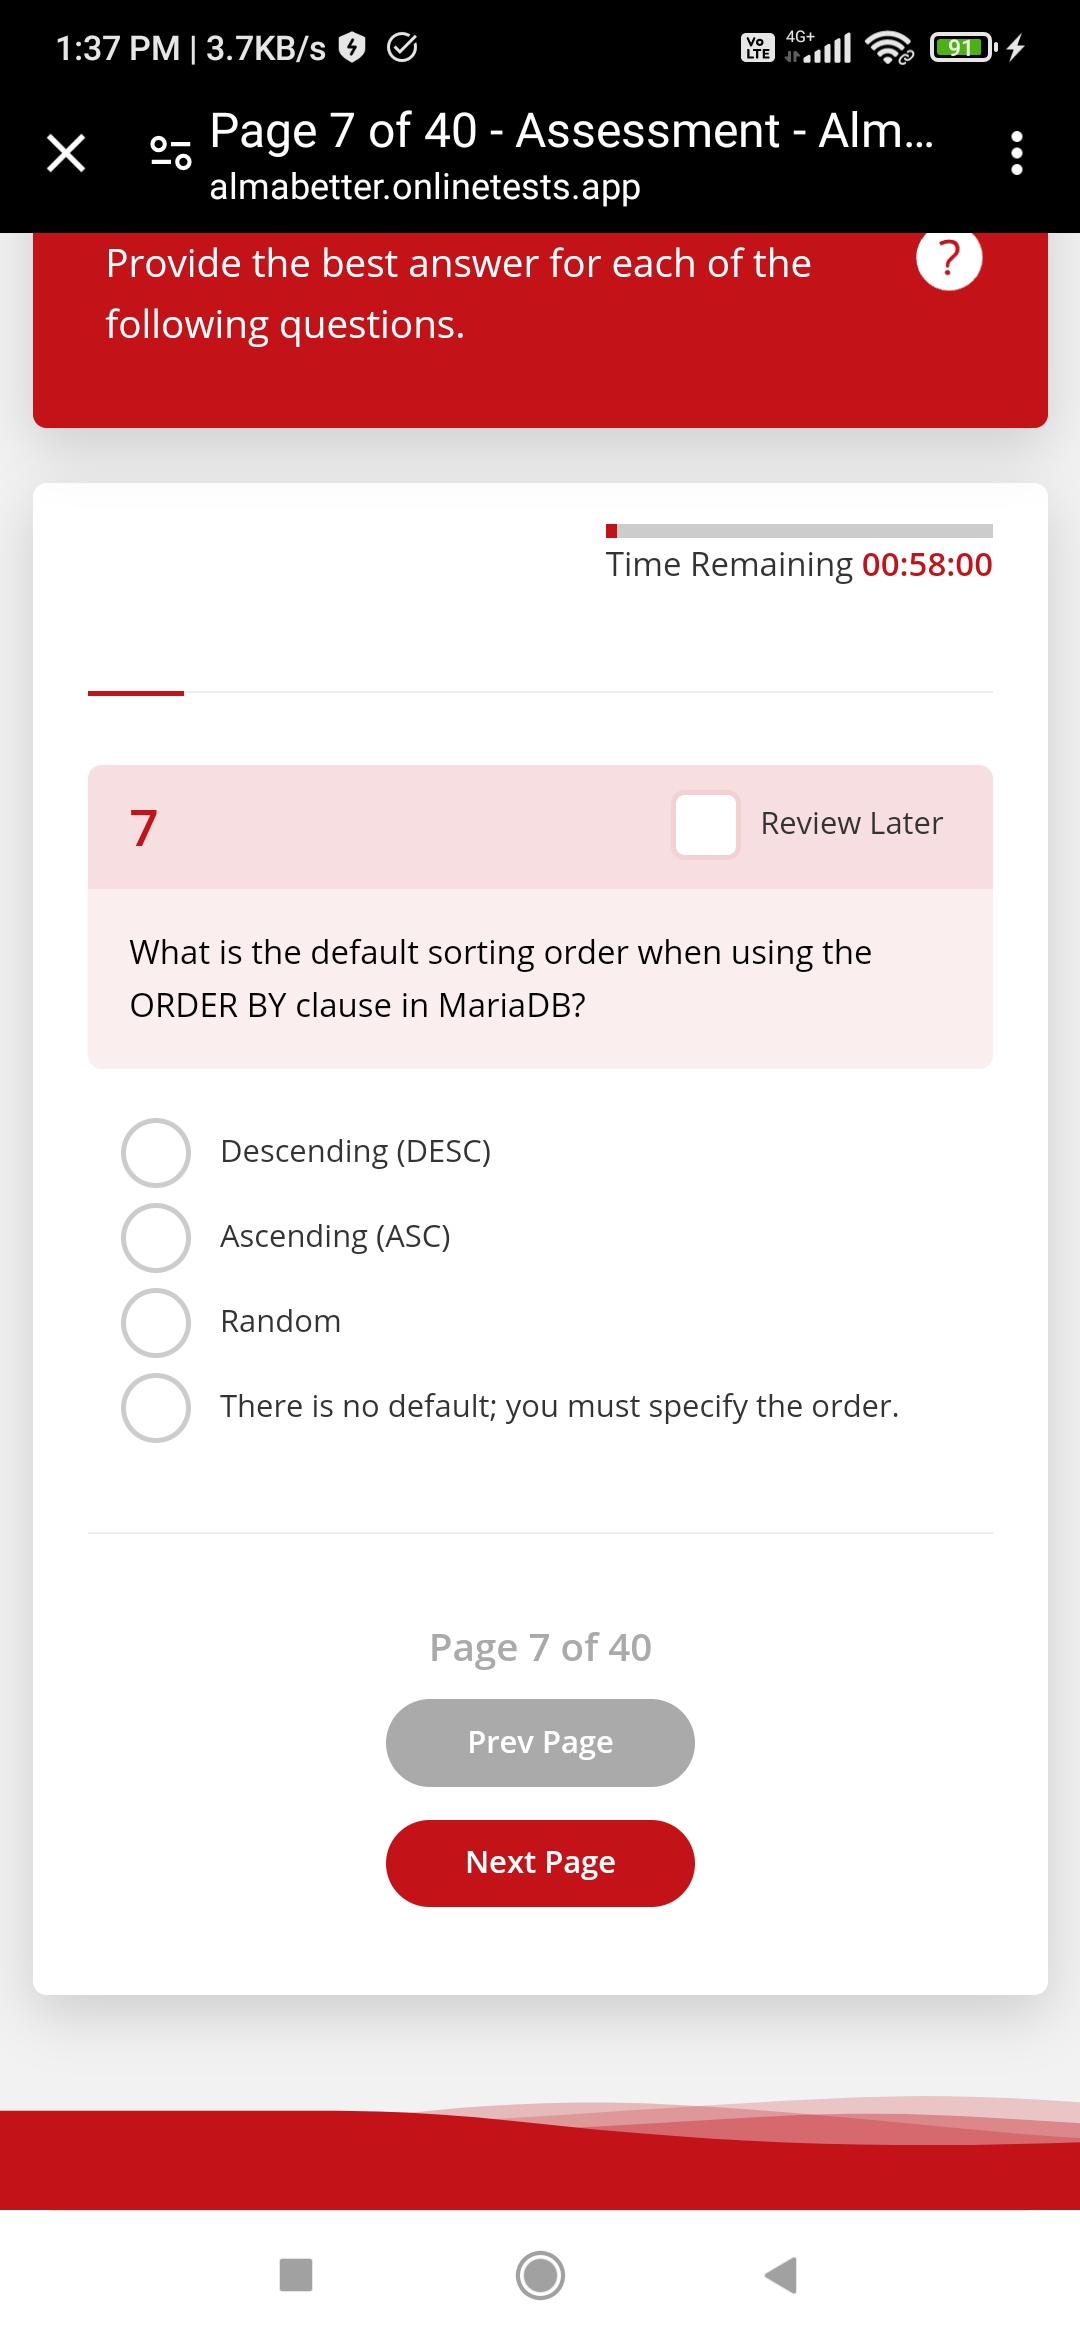 1:37 PM | 3.7KB/s
Vo LTE 4G+ 91
Page 7 of 40 - Assessment - Alm...
almabetter.onlinetests.app
Provide the best answer for each of the
following questions.
?
Time Remaining 00:58:00
7
Review Later
What is the default sorting order when using the
ORDER BY clause in MariaDB?
Descending (DESC)
Ascending (ASC)
Random
There is no default; you must specify the order.
Page 7 of 40
Prev Page
Next Page